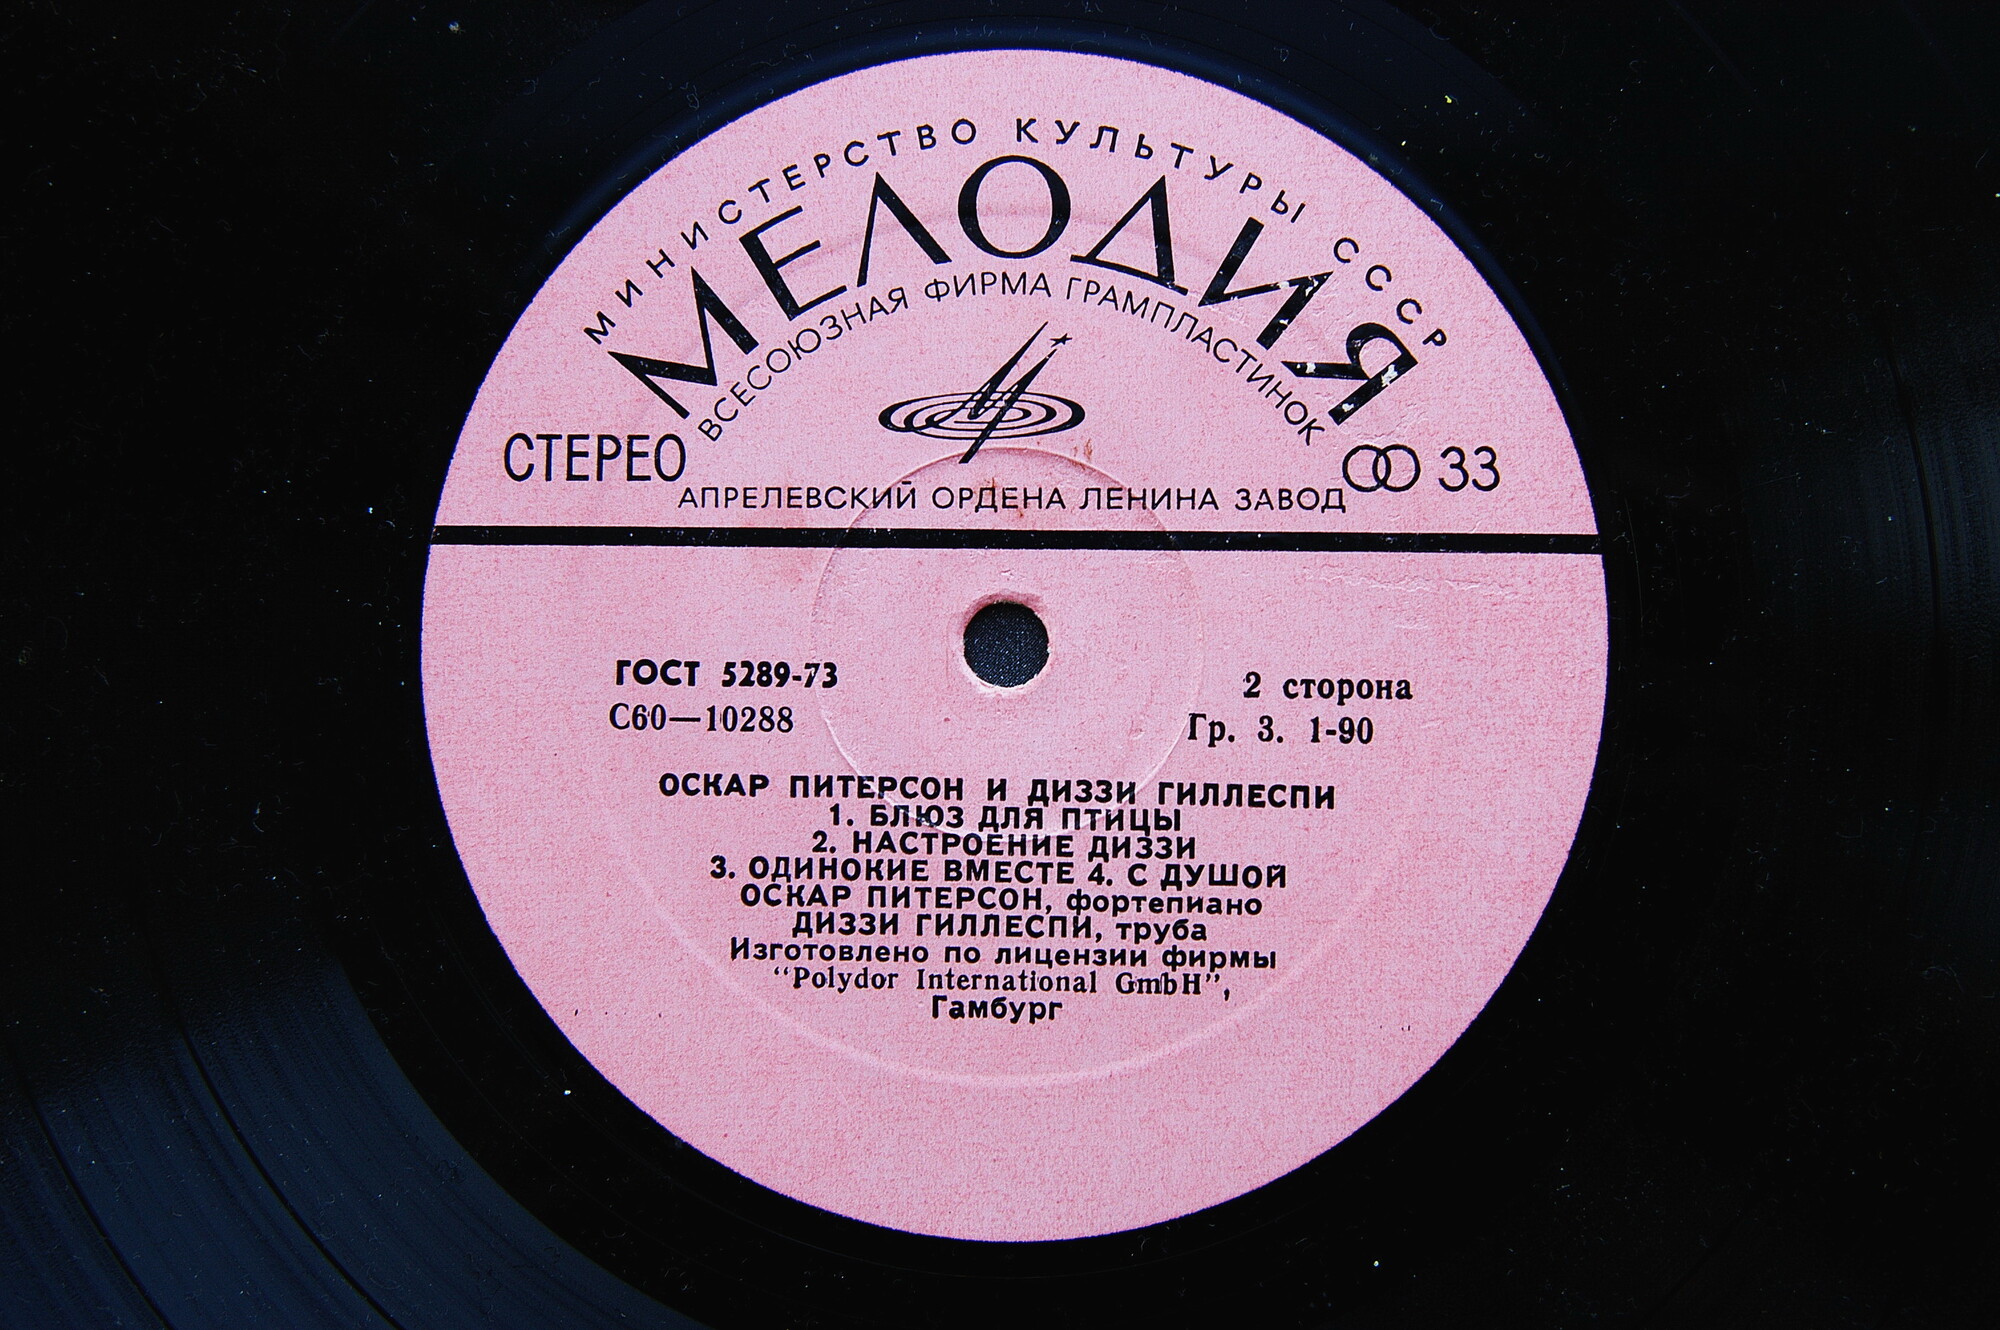 МИНИСТЕРСТВО КУЛЬТУРЫ СССР
МЕЛОДИЯ
ВСЕСОЮЗНАЯ ФИРМА ГРАМПЛАСТИНОК
СТЕРЕО
33
АПРЕЛЕВСКИЙ ОРДЕНА ЛЕНИНА ЗАВОД
ГОСТ 5289-73
2 сторона
С60—10288
Гр. 3. 1-90
ОСКАР ПИТЕРСОН И ДИЗЗИ ГИЛЛЕСПИ
1. БЛЮЗ ДЛЯ ПТИЦЫ
2. НАСТРОЕНИЕ ДИЗЗИ
3. ОДИНОКИЕ ВМЕСТЕ 4. С ДУШОЙ
ОСКАР ПИТЕРСОН, фортепиано
ДИЗЗИ ГИЛЛЕСПИ, труба
Изготовлено по лицензии фирмы
“Polydor International GmbH”,
Гамбург